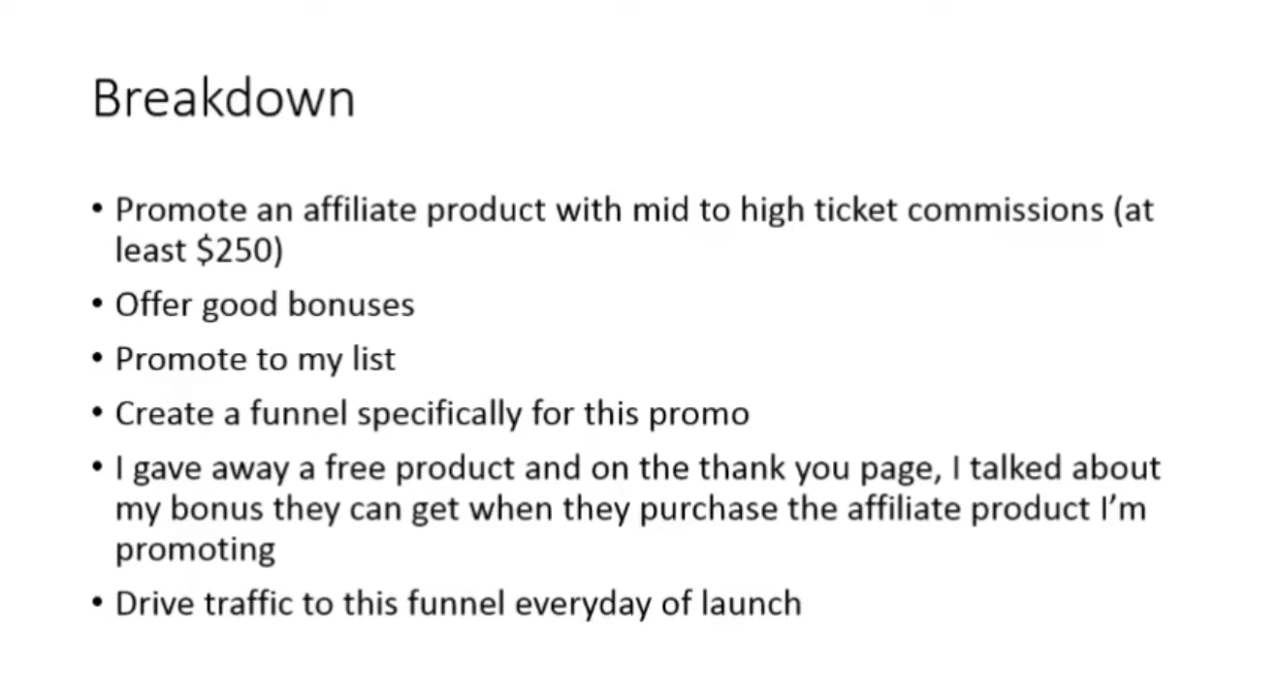 Breakdown
• Promote an affiliate product with mid to high ticket commissions (at
least $250)
• Offer good bonuses
• Promote to my list
• Create a funnel specifically for this promo
• I gave away a free product and on the thank you page, I talked about
my bonus they can get when they purchase the affiliate product I’m
promoting
• Drive traffic to this funnel everyday of launch